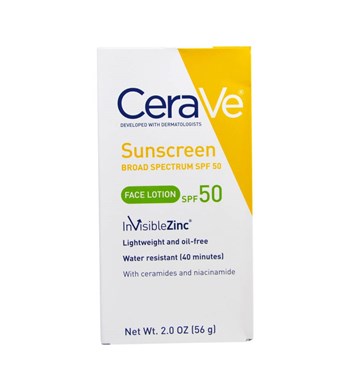 CeraVe
DEVELOPED WITH DERMATOLOGISTS
Sunscreen
BROAD SPECTRUM SPF 50
FACE LOTION SPF 50
InVisibleZinc®
Lightweight and oil-free
Water resistant (40 minutes)
With ceramides and niacinamide
Net Wt. 2.0 OZ (56 g)